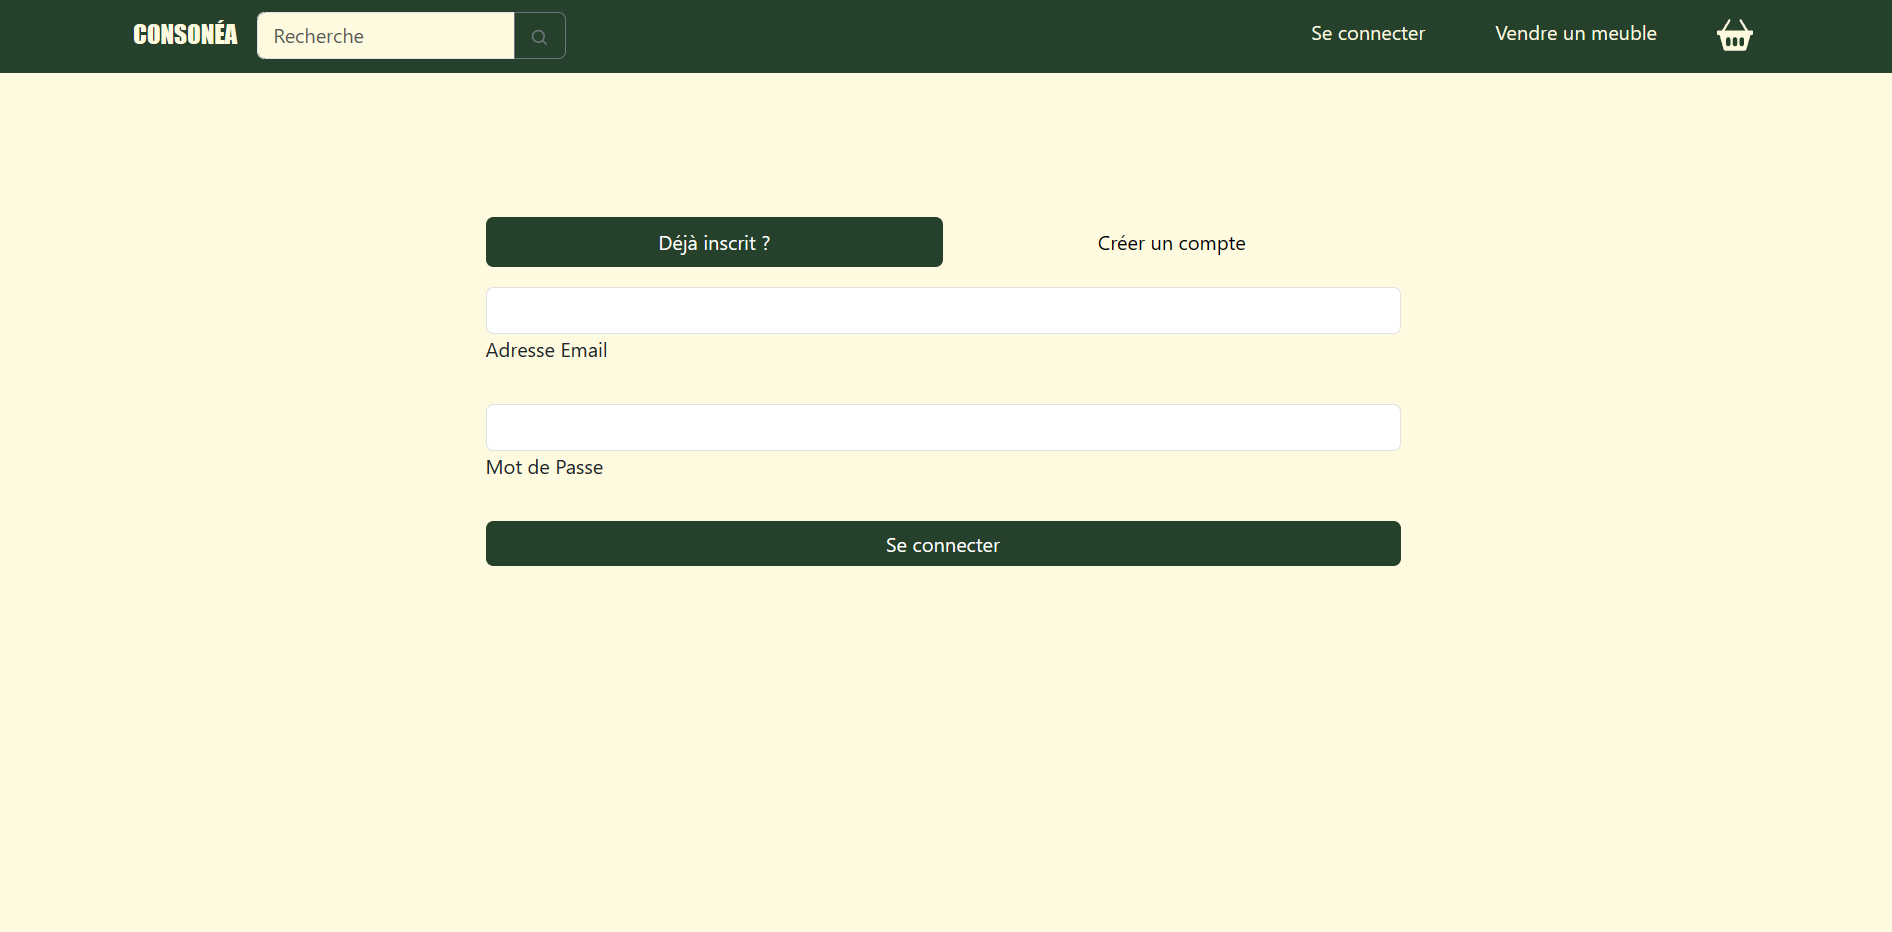 CONSONÉA
Recherche
Se connecter
Vendre un meuble
Déjà inscrit ?
Créer un compte
Adresse Email
Mot de Passe
Se connecter